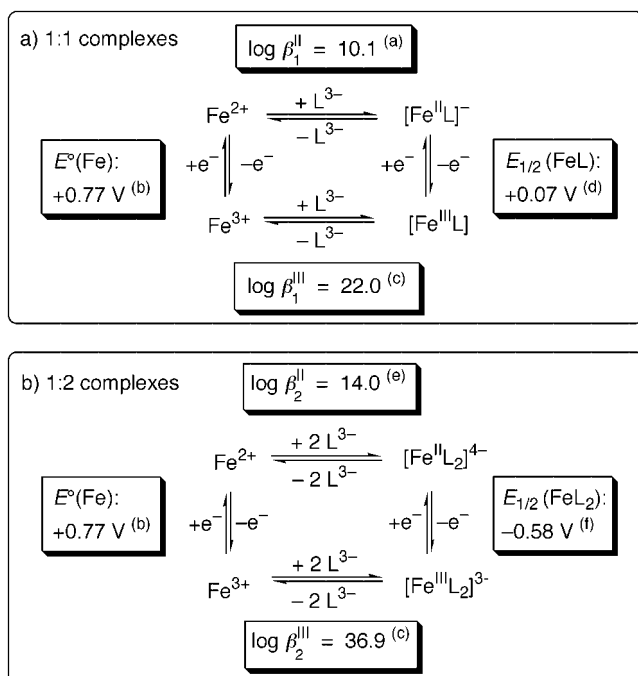 a) 1:1 complexes
log β₁ᴵᴵ = 10.1 (a)
Fe²⁺ + L³⁻ [FeᴵᴵL]⁻
− L³⁻
E°(Fe):
+0.77 V (b)
+e⁻ −e⁻
+e⁻ −e⁻
E₁/₂ (FeL):
+0.07 V (d)
Fe³⁺ + L³⁻ [FeᴵᴵᴵL]
− L³⁻
log β₁ᴵᴵᴵ = 22.0 (c)
b) 1:2 complexes
log β₂ᴵᴵ = 14.0 (e)
Fe²⁺ + 2 L³⁻ [FeᴵᴵL₂]⁴⁻
− 2 L³⁻
E°(Fe):
+0.77 V (b)
+e⁻ −e⁻
+e⁻ −e⁻
E₁/₂ (FeL₂):
−0.58 V (f)
Fe³⁺ + 2 L³⁻ [FeᴵᴵᴵL₂]³⁻
− 2 L³⁻
log β₂ᴵᴵᴵ = 36.9 (c)